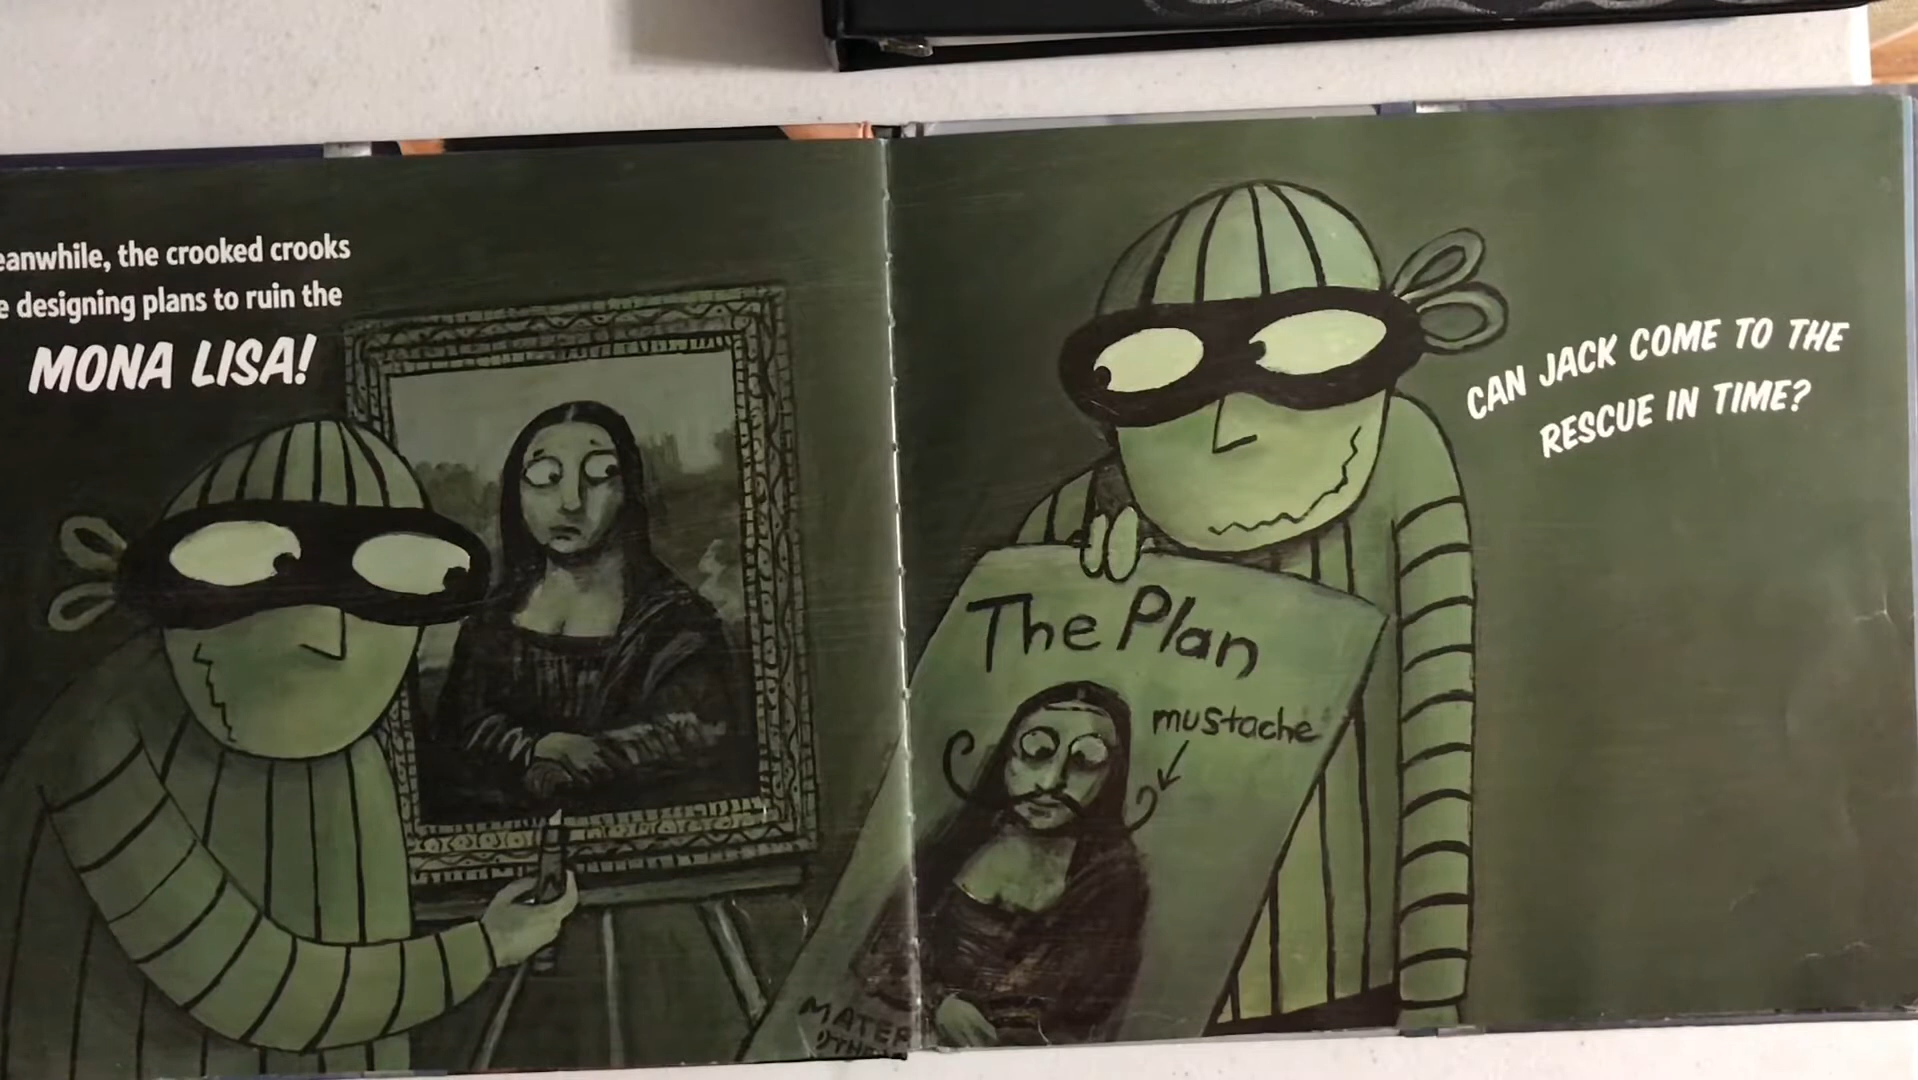 eanwhile, the crooked crooks
e designing plans to ruin the
MONA LISA!
CAN JACK COME TO THE
RESCUE IN TIME?
The Plan
mustache
MATER